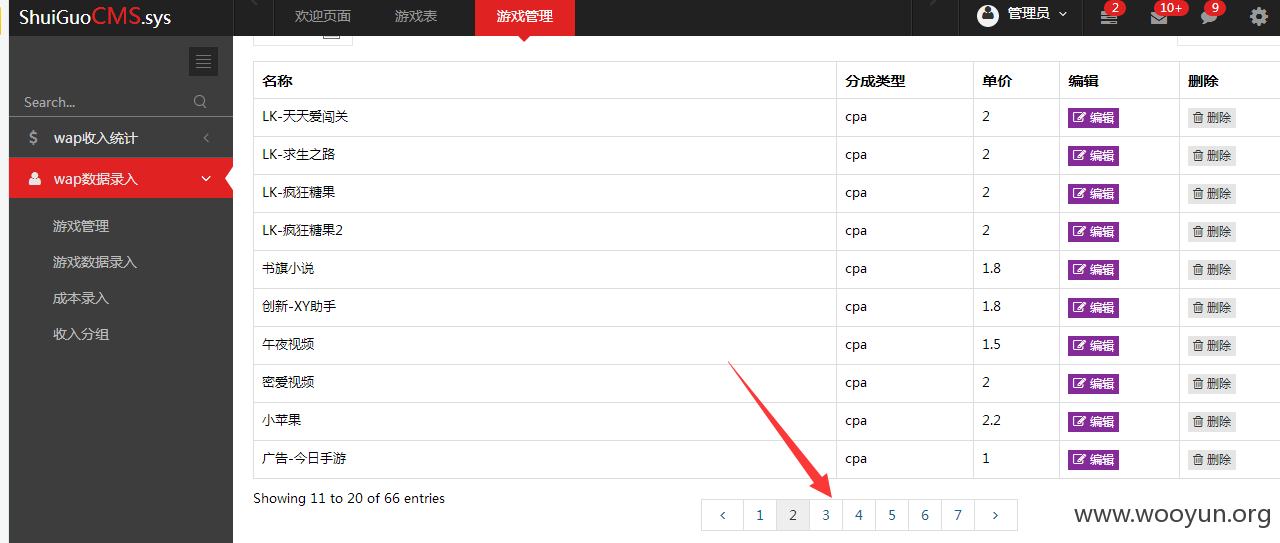 ShuiGuoCMS.sys
欢迎页面 游戏表 游戏管理 管理员 2 10+ 9
Search...
wap收入统计
wap数据录入
游戏管理
游戏数据录入
成本录入
收入分组
名称 分成类型 单价 编辑 删除
LK-天天爱闯关 cpa 2 编辑 删除
LK-求生之路 cpa 2 编辑 删除
LK-疯狂糖果 cpa 2 编辑 删除
LK-疯狂糖果2 cpa 2 编辑 删除
书旗小说 cpa 1.8 编辑 删除
创新-XY助手 cpa 1.8 编辑 删除
午夜视频 cpa 1.5 编辑 删除
密爱视频 cpa 2 编辑 删除
小苹果 cpa 2.2 编辑 删除
广告-今日手游 cpa 1 编辑 删除
Showing 11 to 20 of 66 entries
1 2 3 4 5 6 7
www.wooyun.org